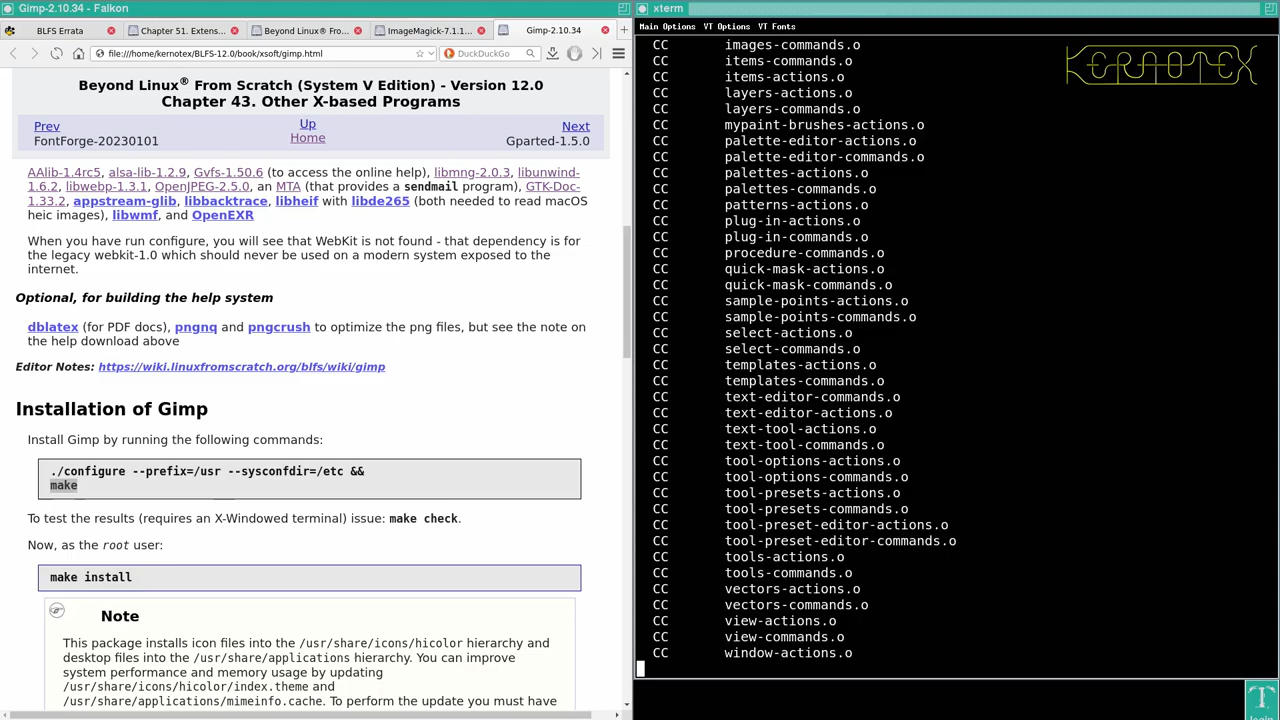 Gimp-2.10.34 - Falkon
BLFS Errata
Chapter 51. Extens...
Beyond Linux® Fro...
ImageMagick-7.1.1...
Gimp-2.10.34
file:///home/kernotex/BLFS-12.0/book/xsoft/gimp.html
DuckDuckGo
Beyond Linux® From Scratch (System V Edition) - Version 12.0
Chapter 43. Other X-based Programs
Prev
Up
Next
FontForge-20230101
Home
Gparted-1.5.0
AAlib-1.4rc5, alsa-lib-1.2.9, Gvfs-1.50.6 (to access the online help), libmng-2.0.3, libunwind-
1.6.2, libwebp-1.3.1, OpenJPEG-2.5.0, an MTA (that provides a sendmail program), GTK-Doc-
1.33.2, appstream-glib, libbacktrace, libheif with libde265 (both needed to read macOS
heic images), libwmf, and OpenEXR
When you have run configure, you will see that WebKit is not found - that dependency is for
the legacy webkit-1.0 which should never be used on a modern system exposed to the
internet.
Optional, for building the help system
dblatex (for PDF docs), pngnq and pngcrush to optimize the png files, but see the note on
the help download above
Editor Notes: https://wiki.linuxfromscratch.org/blfs/wiki/gimp
Installation of Gimp
Install Gimp by running the following commands:
./configure --prefix=/usr --sysconfdir=/etc &&
make
To test the results (requires an X-Windowed terminal) issue: make check.
Now, as the root user:
make install
Note
This package installs icon files into the /usr/share/icons/hicolor hierarchy and
desktop files into the /usr/share/applications hierarchy. You can improve
system performance and memory usage by updating
/usr/share/icons/hicolor/index.theme and
/usr/share/applications/mimeinfo.cache. To perform the update you must have
xterm
Main Options VT Options VT Fonts
KERNOTEX
CC images-commands.o
CC items-commands.o
CC items-actions.o
CC layers-actions.o
CC layers-commands.o
CC mypaint-brushes-actions.o
CC palette-editor-actions.o
CC palette-editor-commands.o
CC palettes-actions.o
CC palettes-commands.o
CC patterns-actions.o
CC plug-in-actions.o
CC plug-in-commands.o
CC procedure-commands.o
CC quick-mask-actions.o
CC quick-mask-commands.o
CC sample-points-actions.o
CC sample-points-commands.o
CC select-actions.o
CC select-commands.o
CC templates-actions.o
CC templates-commands.o
CC text-editor-commands.o
CC text-editor-actions.o
CC text-tool-actions.o
CC text-tool-commands.o
CC tool-options-actions.o
CC tool-options-commands.o
CC tool-presets-actions.o
CC tool-presets-commands.o
CC tool-preset-editor-actions.o
CC tool-preset-editor-commands.o
CC tools-actions.o
CC tools-commands.o
CC vectors-actions.o
CC vectors-commands.o
CC view-actions.o
CC view-commands.o
CC window-actions.o
T
login